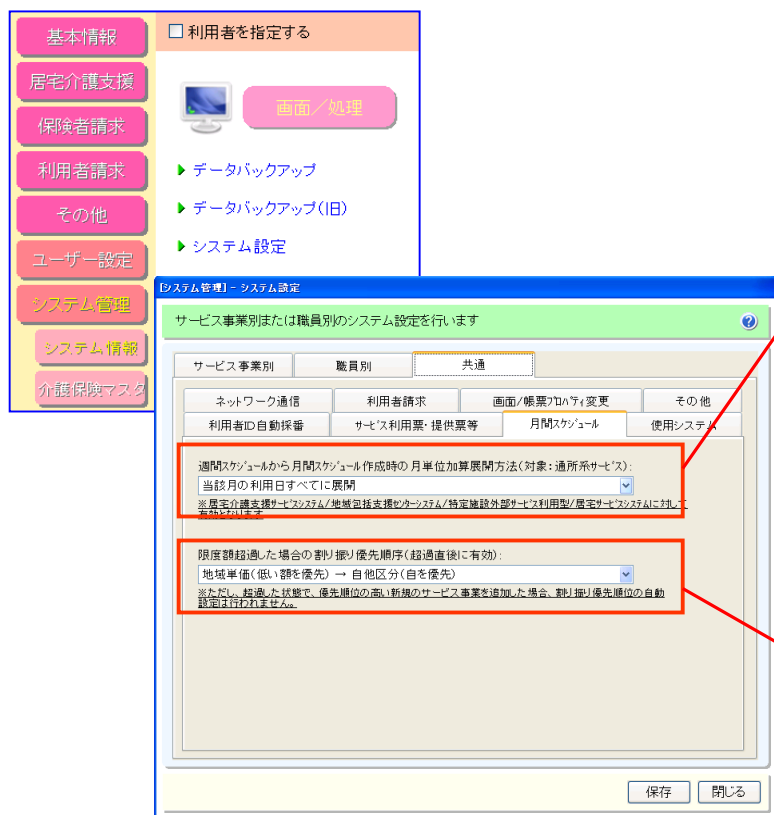 基本情報
居宅介護支援
保険者請求
利用者請求
その他
ユーザー設定
システム管理
システム情報
介護保険マスタ
利用者を指定する
画面／処理
データバックアップ
データバックアップ(旧)
システム設定
[システム管理] - システム設定
サービス事業別または職員別のシステム設定を行います
サービス事業別 職員別 共通
ネットワーク通信 利用者請求 画面/帳票ﾌﾟﾛﾊﾟﾃｨ変更 その他
利用者ID自動採番 ｻｰﾋﾞｽ利用票・提供票等 月間ｽｹｼﾞｭｰﾙ 使用システム
週間ｽｹｼﾞｭｰﾙから月間ｽｹｼﾞｭｰﾙ作成時の月単位加算展開方法(対象：通所系ｻｰﾋﾞｽ):
当該月の利用日すべてに展開
※居宅介護支援ｻｰﾋﾞｽｼｽﾃﾑ/地域包括支援ｾﾝﾀｰｼｽﾃﾑ/特定施設外部ｻｰﾋﾞｽ利用型/居宅ｻｰﾋﾞｽｼｽﾃﾑに対して
有効となります
限度額超過した場合の割り振り優先順序(超過直後に有効):
地域単価(低い額を優先) → 自他区分(自を優先)
※ただし、超過した状態で、優先順位の高い新規のサービス事業を追加した場合、割り振り優先順位の自動
設定は行われません。
保存 閉じる